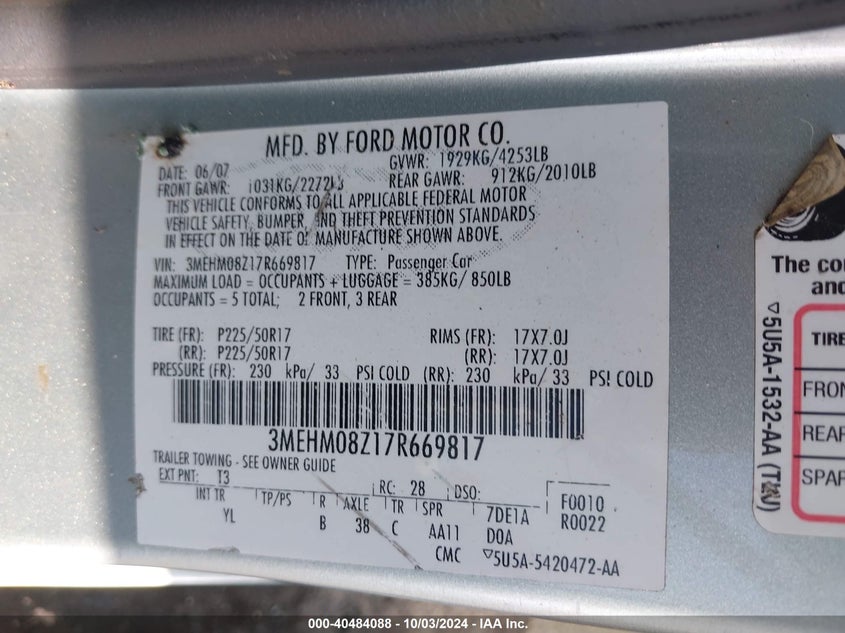 MFD. BY FORD MOTOR CO.
DATE: 06/07 GVWR: 1929KG/4253LB
FRONT GAWR: 1031KG/2272LB REAR GAWR: 912KG/2010LB
THIS VEHICLE CONFORMS TO ALL APPLICABLE FEDERAL MOTOR
VEHICLE SAFETY, BUMPER, AND THEFT PREVENTION STANDARDS
IN EFFECT ON THE DATE OF MANUFACTURE SHOWN ABOVE.
VIN: 3MEHM08Z17R669817 TYPE: Passenger Car
MAXIMUM LOAD = OCCUPANTS + LUGGAGE = 385KG/ 850LB
OCCUPANTS = 5 TOTAL; 2 FRONT, 3 REAR
TIRE (FR): P225/50R17 RIMS (FR): 17X7.0J
(RR): P225/50R17 (RR): 17X7.0J
PRESSURE (FR): 230 kPa/ 33 PSI COLD (RR): 230 kPa/ 33 PSI COLD
3MEHM08Z17R669817
TRAILER TOWING - SEE OWNER GUIDE
EXT PNT: T3 RC: 28 DSO: F0010
INT TR TP/PS R AXLE TR SPR 7DE1A R0022
YL B 38 C AA11 D0A
CMC ▽5U5A-5420472-AA
The co
and
TIRE
FRON
REAR
SPAR
▽5U5A-1532-AA
000-40484088 - 10/03/2024 - IAA Inc.